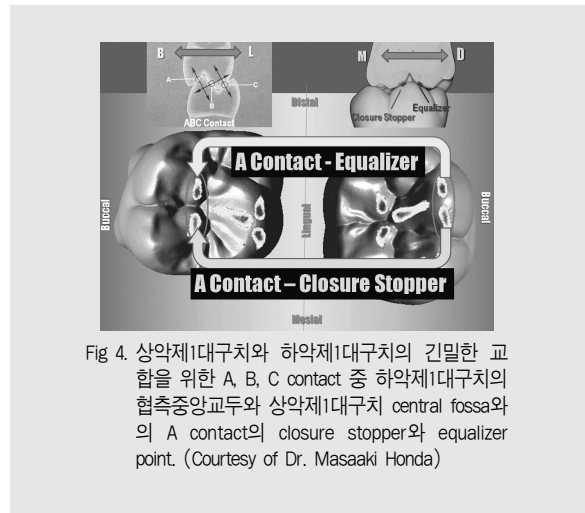 B L
M D
A
C
B
ABC Contact
Equalizer
Closure Stopper
Distal
A Contact - Equalizer
Buccal
Lingual
Buccal
A Contact – Closure Stopper
Mesial
Fig 4. 상악제1대구치와 하악제1대구치의 긴밀한 교
합을 위한 A, B, C contact 중 하악제1대구치의
협측중앙교두와 상악제1대구치 central fossa와
의 A contact의 closure stopper와 equalizer
point. (Courtesy of Dr. Masaaki Honda)